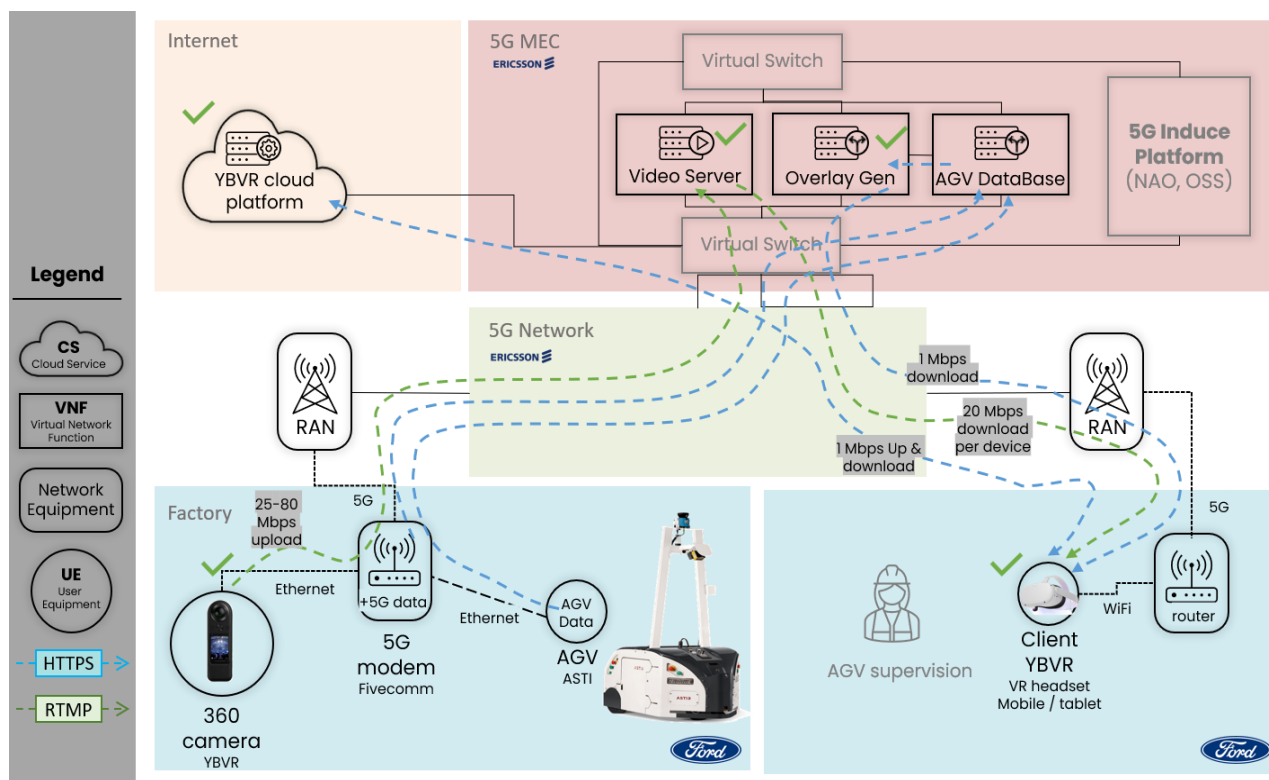 Internet
5G MEC
ERICSSON
Virtual Switch
Video Server
Overlay Gen
AGV DataBase
5G Induce
Platform
(NAO, OSS)
YBVR cloud
platform
Virtual Switch
Legend
CS
Cloud Service
VNF
Virtual Network
Function
Network
Equipment
UE
User
Equipment
HTTPS
RTMP
5G Network
ERICSSON
RAN
RAN
1 Mbps
download
20 Mbps
download
per device
1 Mbps Up &
download
Factory
25-80
Mbps
upload
5G
Ethernet
+5G data
5G
modem
Fivecomm
Ethernet
AGV
Data
AGV
ASTI
360
camera
YBVR
Ford
AGV supervision
5G
WiFi
router
Client
YBVR
VR headset
Mobile / tablet
Ford